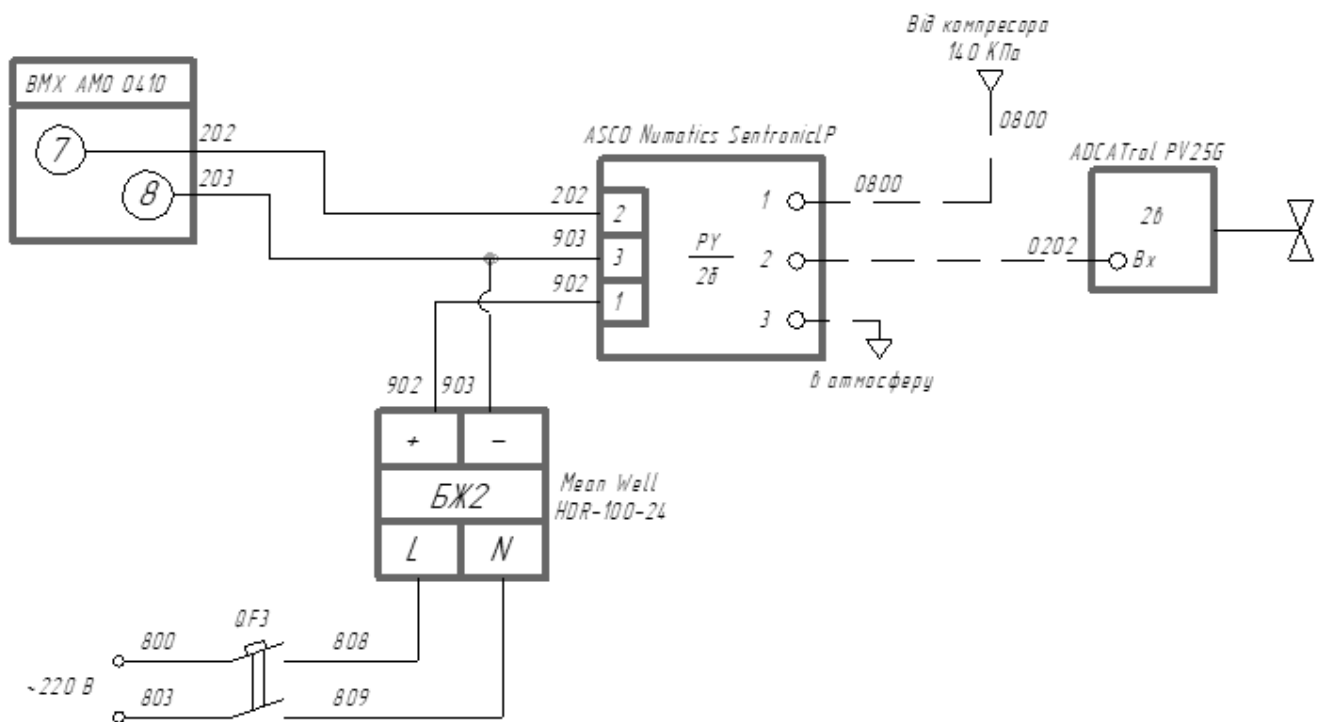 Від компресора
140 КПа
BMX AMO 0410
7
202
8
203
ASCO Numatics SentronicLP
0800
ADCATrol PV25G
202
2
903
3
902
1
PY
2б
1
0800
2
3
0202
2в
Вх
в атмосферу
902
903
+
-
БЖ2
Mean Well
HDR-100-24
L
N
QF3
800
808
~220 В
803
809